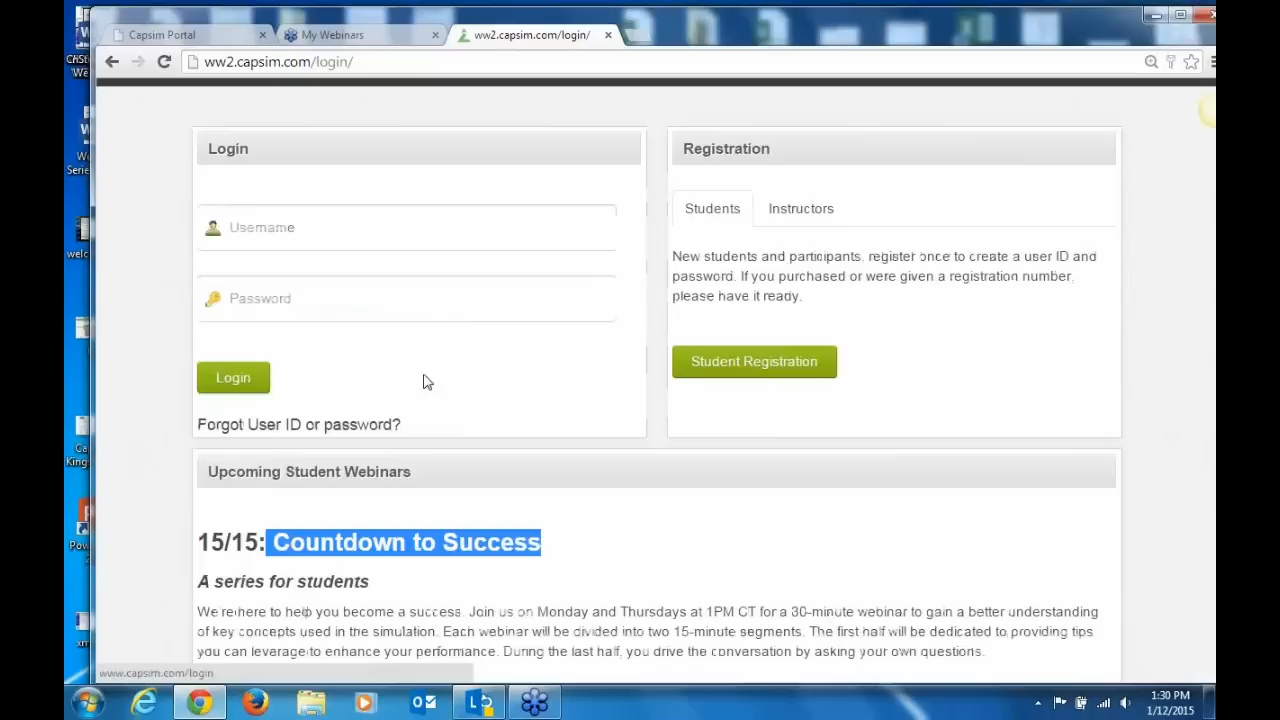 Capsim Portal
My Webinars
ww2.capsim.com/login/
ww2.capsim.com/login/
Login
Registration
Username
Students
Instructors
New students and participants, register once to create a user ID and
password. If you purchased or were given a registration number,
please have it ready.
Password
Student Registration
Login
Forgot User ID or password?
Upcoming Student Webinars
15/15: Countdown to Success
A series for students
We're here to help you become a success. Join us on Monday and Thursdays at 1PM CT for a 30-minute webinar to gain a better understanding
of key concepts used in the simulation. Each webinar will be divided into two 15-minute segments. The first half will be dedicated to providing tips
you can leverage to enhance your performance. During the last half, you drive the conversation by asking your own questions.
www.capsim.com/login
1:30 PM
1/12/2015